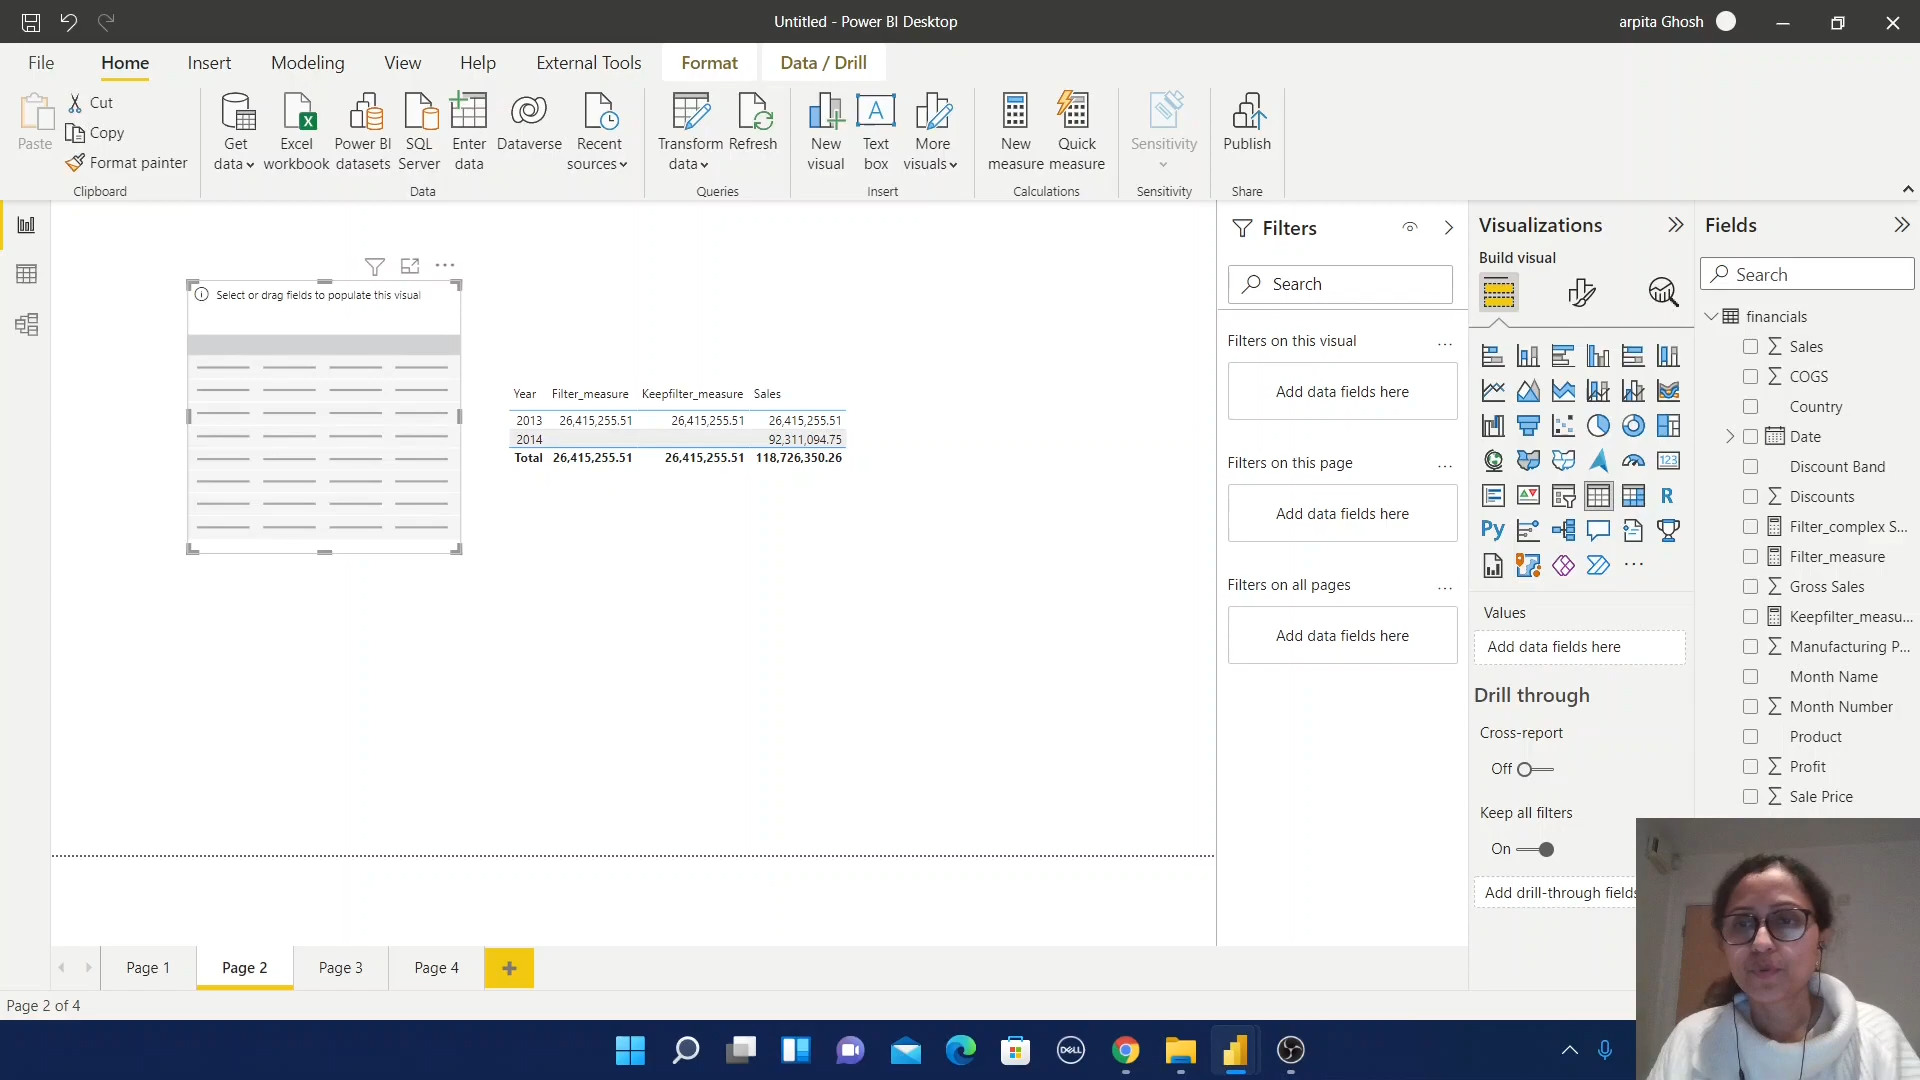 Untitled - Power BI Desktop
arpita Ghosh
File
Home
Insert
Modeling
View
Help
External Tools
Format
Data / Drill
Paste
Cut
Copy
Format painter
Clipboard
Get data
Excel workbook
Power BI datasets
SQL Server
Enter data
Dataverse
Recent sources
Data
Transform data
Refresh
Queries
New visual
Text box
More visuals
Insert
New measure
Quick measure
Calculations
Sensitivity
Sensitivity
Publish
Share
Select or drag fields to populate this visual
Year Filter_measure Keepfilter_measure Sales
2013 26,415,255.51 26,415,255.51 26,415,255.51
2014 92,311,094.75
Total 26,415,255.51 26,415,255.51 118,726,350.26
Filters
Search
Filters on this visual
Add data fields here
Filters on this page
Add data fields here
Filters on all pages
Add data fields here
Visualizations
Build visual
123
R
Py
Values
Add data fields here
Drill through
Cross-report
Off
Keep all filters
On
Add drill-through fields
Fields
Search
financials
Sales
COGS
Country
Date
Discount Band
Discounts
Filter_complex S...
Filter_measure
Gross Sales
Keepfilter_measu...
Manufacturing P...
Month Name
Month Number
Product
Profit
Sale Price
Page 1
Page 2
Page 3
Page 4
Page 2 of 4
DELL